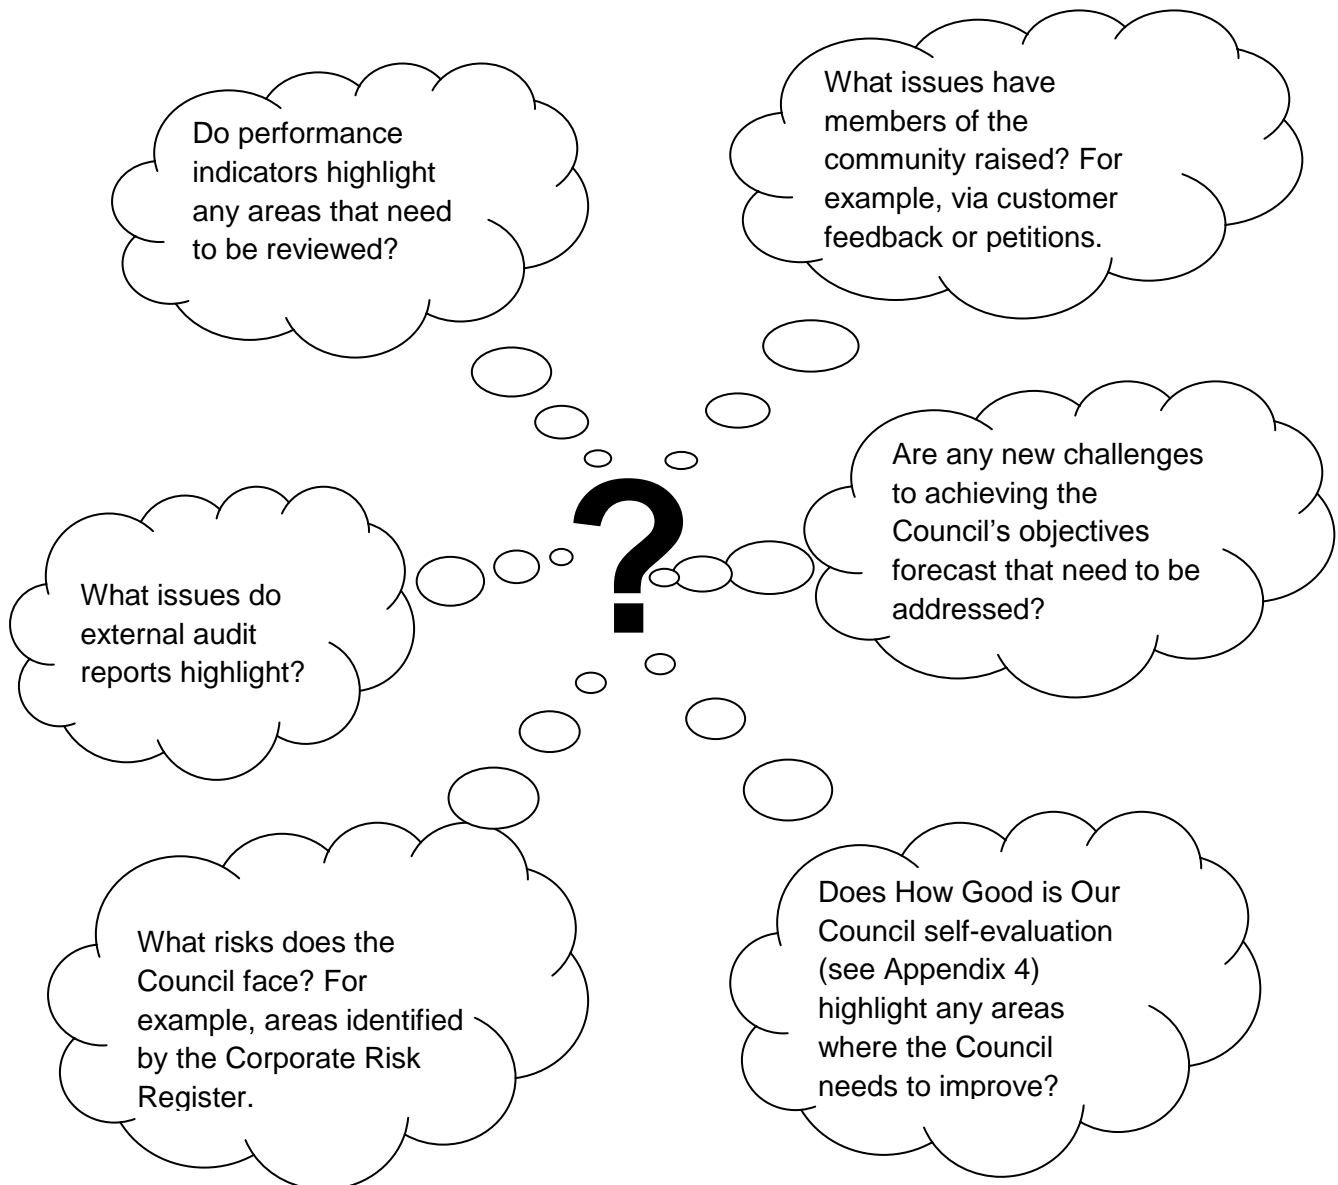 Do performance
indicators highlight
any areas that need
to be reviewed?
What issues have
members of the
community raised? For
example, via customer
feedback or petitions.
Are any new challenges
to achieving the
Council’s objectives
forecast that need to be
addressed?
?
What issues do
external audit
reports highlight?
What risks does the
Council face? For
example, areas identified
by the Corporate Risk
Register.
Does How Good is Our
Council self-evaluation
(see Appendix 4)
highlight any areas
where the Council
needs to improve?